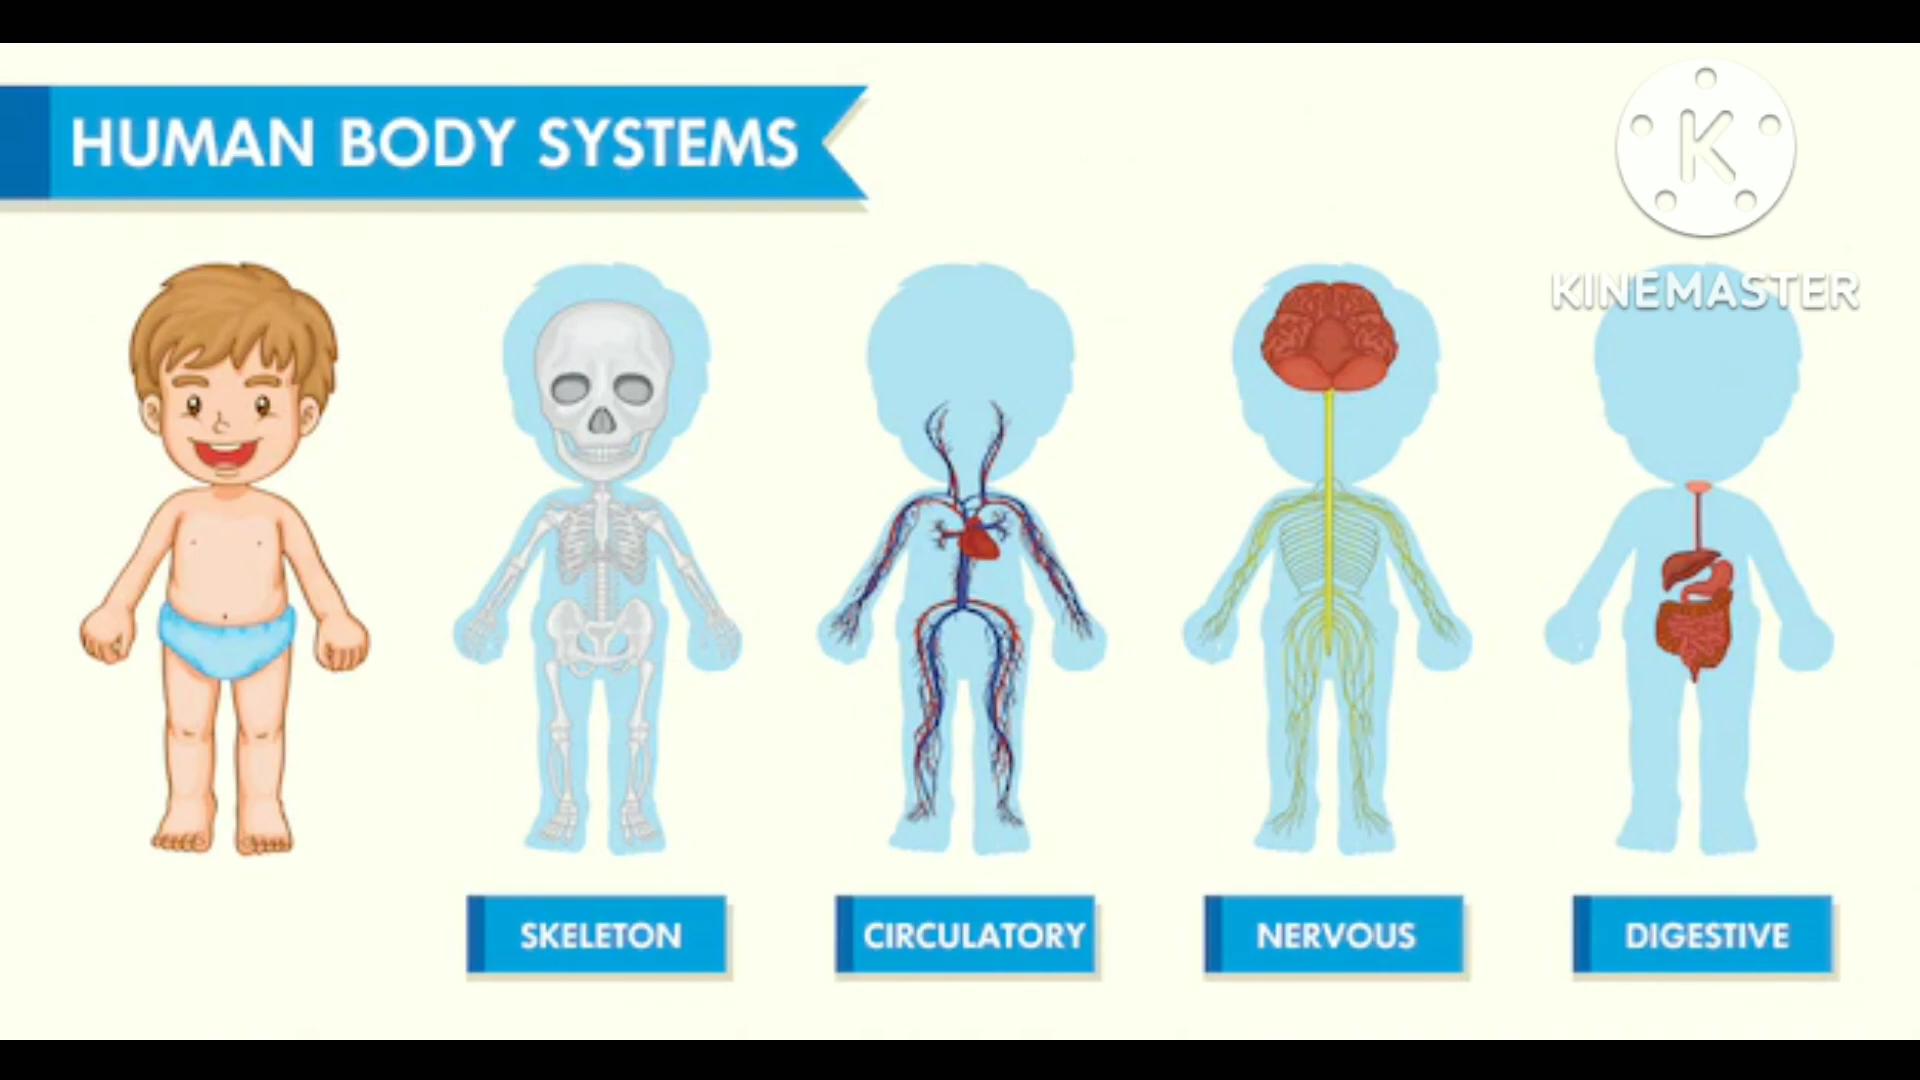 HUMAN BODY SYSTEMS
K
KINEMASTER
SKELETON
CIRCULATORY
NERVOUS
DIGESTIVE